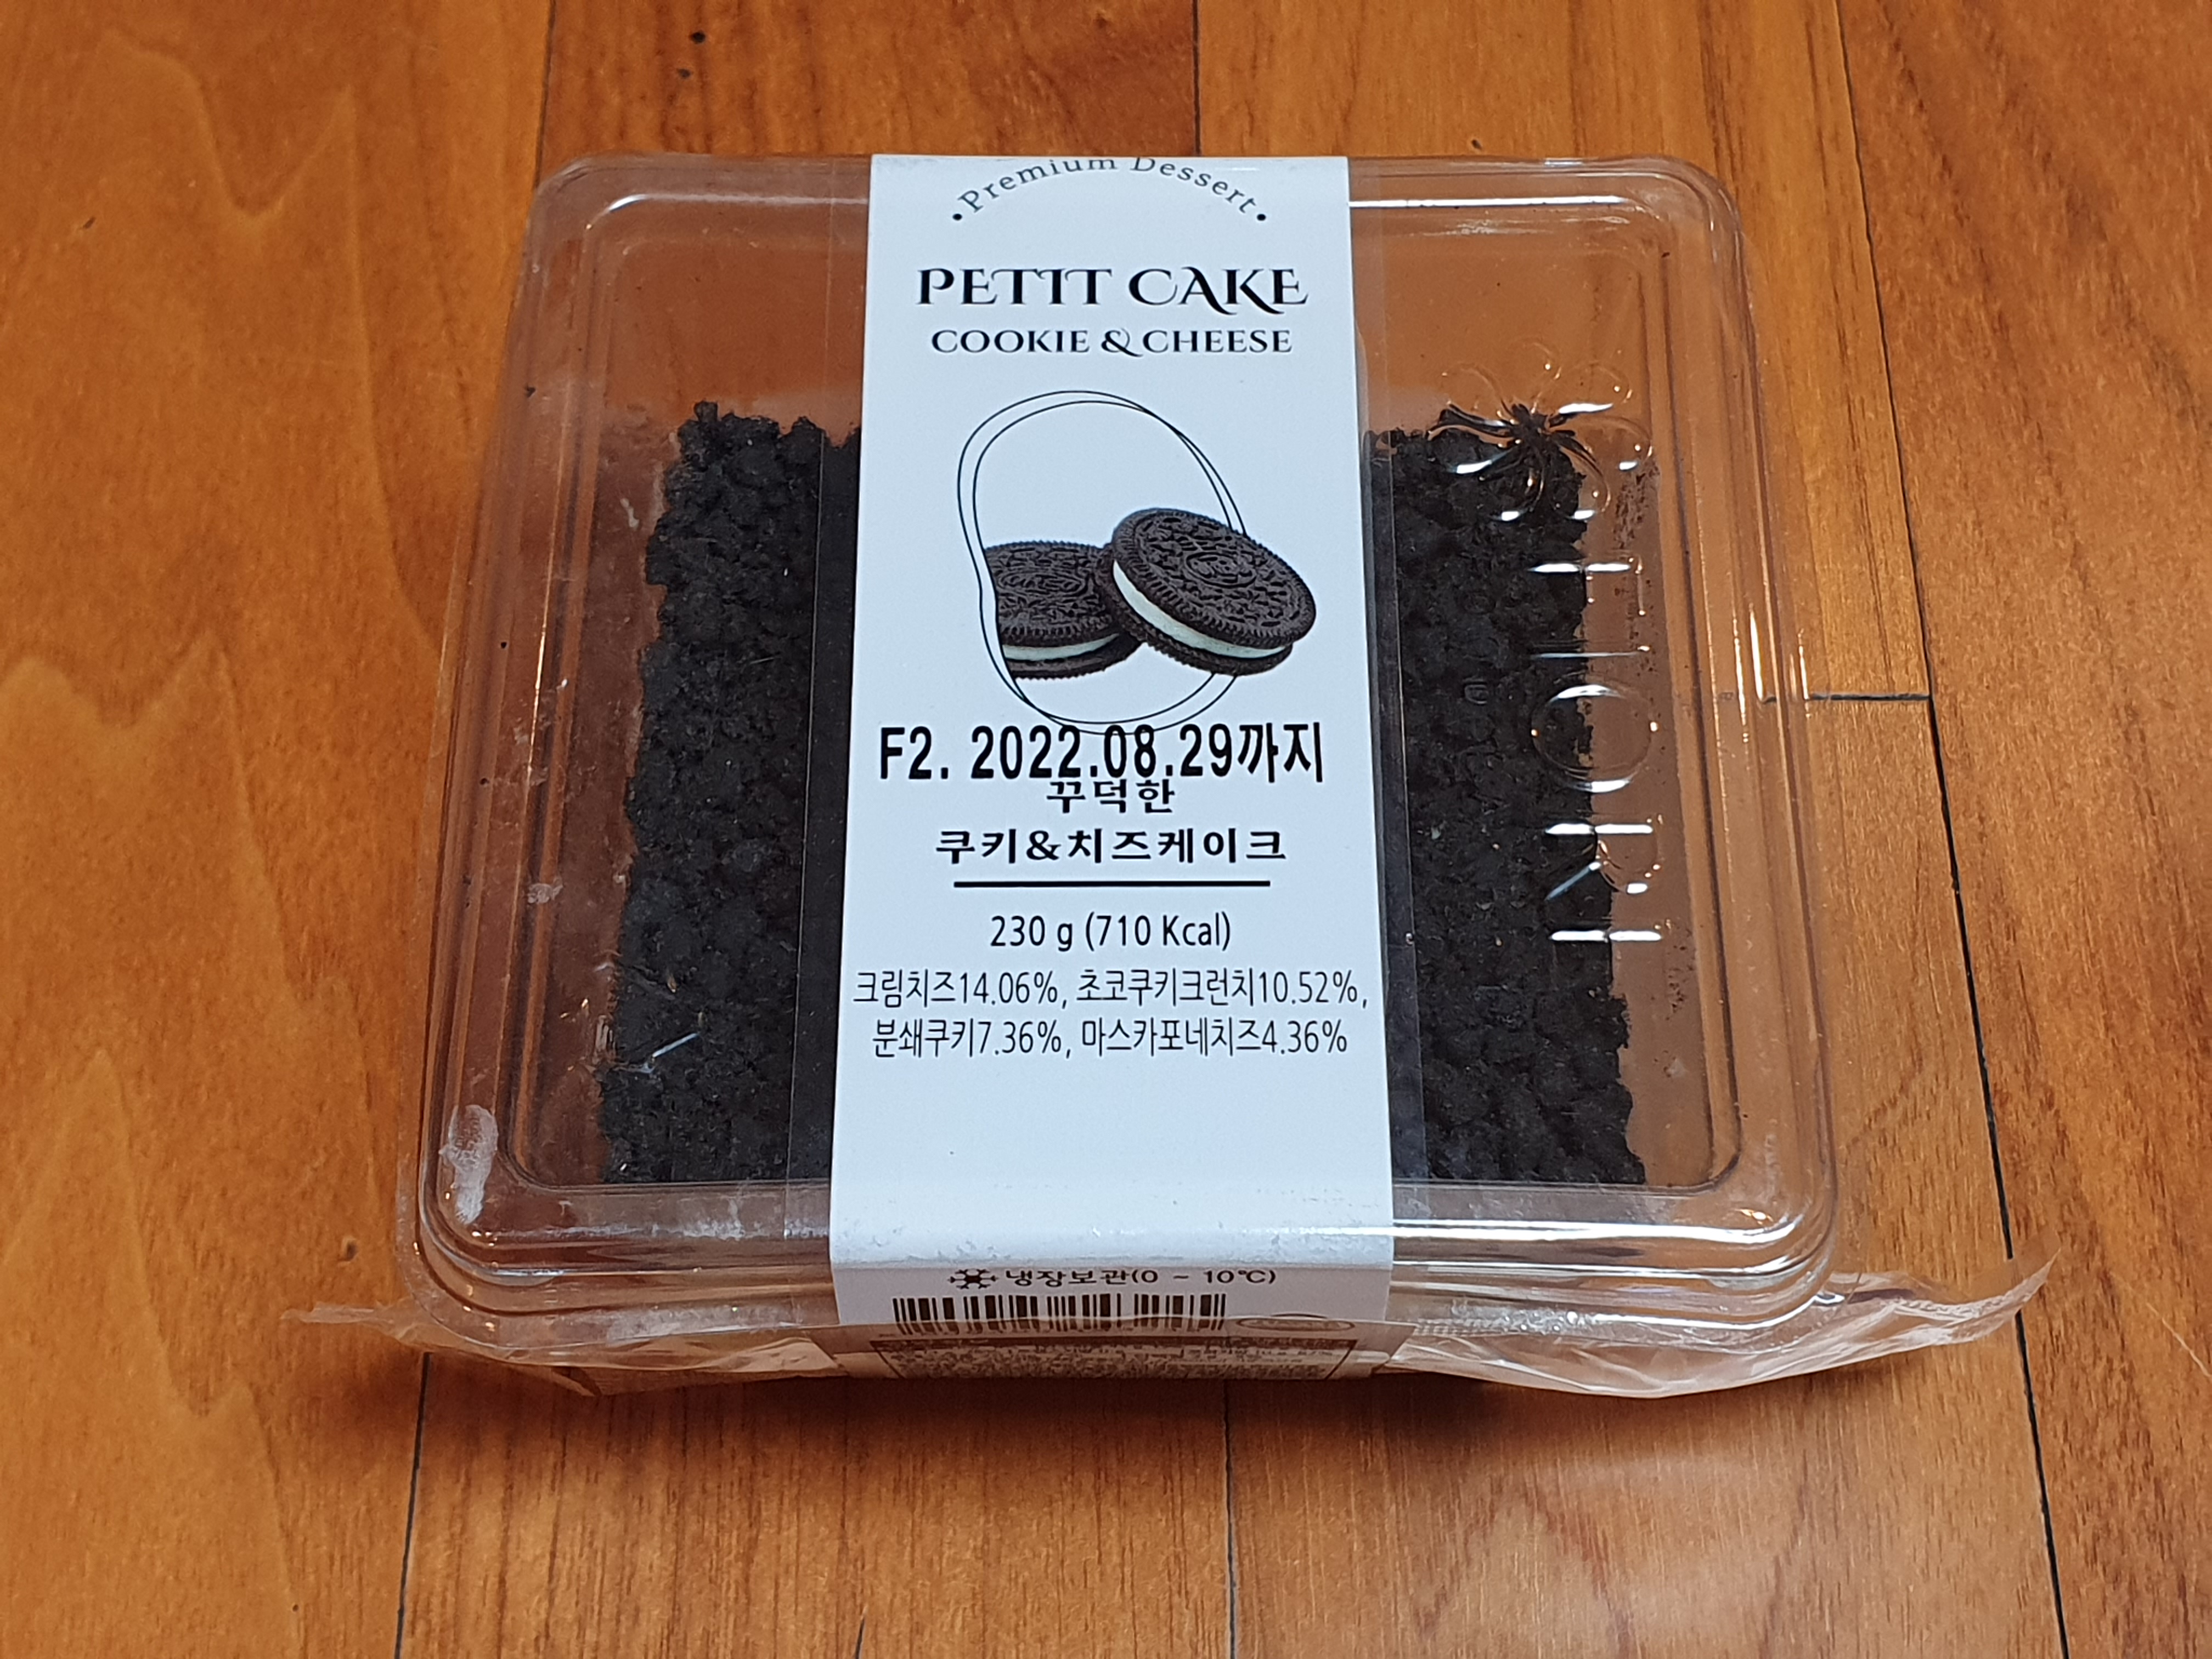 • Premium Dessert •
PETIT CAKE
COOKIE & CHEESE
F2. 2022.08.29까지
꾸덕한
쿠키&치즈케이크
230 g (710 Kcal)
크림치즈14.06%, 초코쿠키크런치10.52%,
분쇄쿠키7.36%, 마스카포네치즈4.36%
냉장보관(0 ~ 10℃)